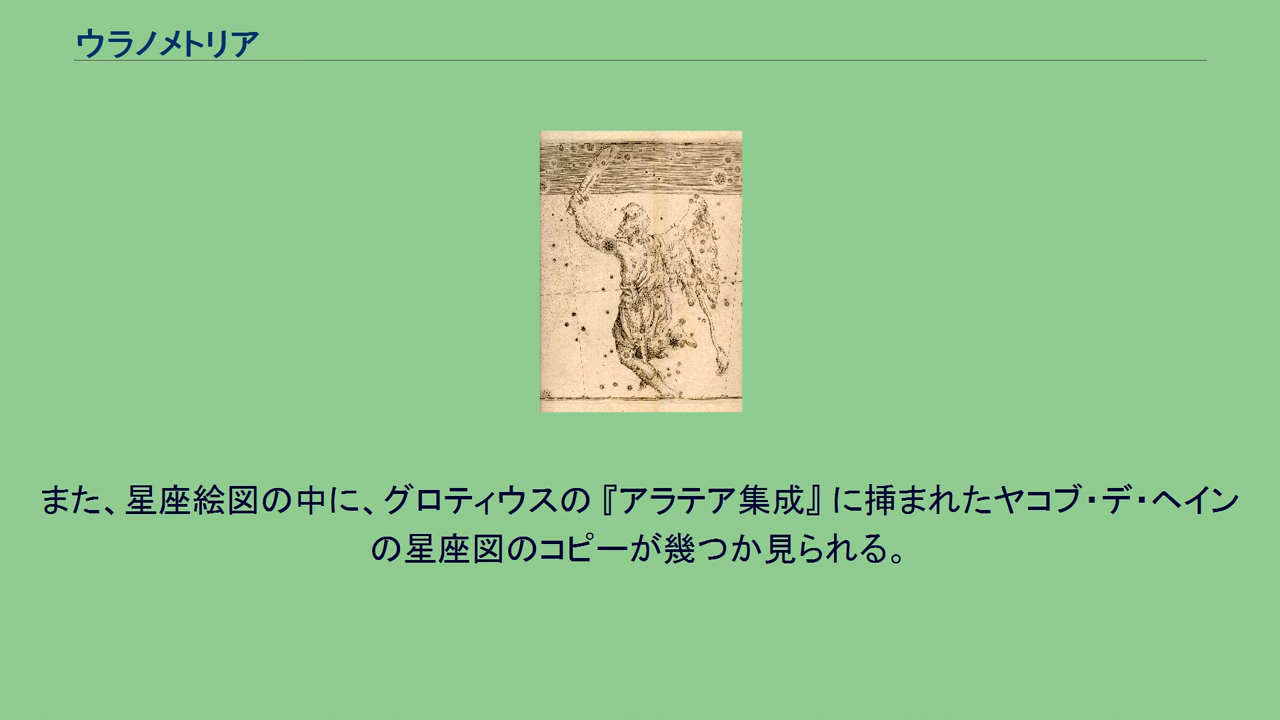 ウラノメトリア
また、星座絵図の中に、グロティウスの『アラテア集成』に挿まれたヤコブ・デ・ヘイン
の星座図のコピーが幾つか見られる。